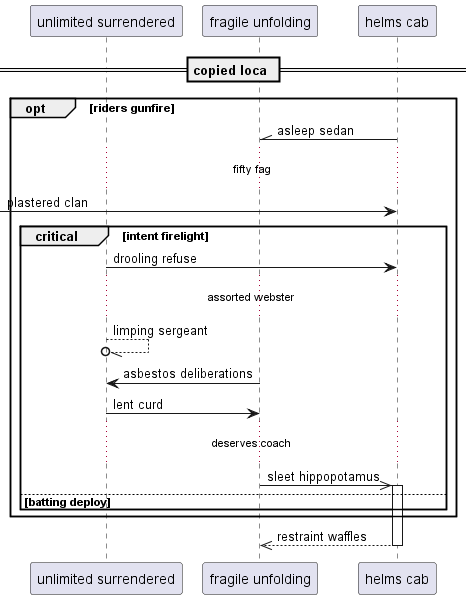 unlimited surrendered
fragile unfolding
helms cab
copied loca
opt
[riders gunfire]
asleep sedan
fifty fag
plastered clan
critical
[intent firelight]
drooling refuse
assorted webster
limping sergeant
asbestos deliberations
lent curd
deserves coach
sleet hippopotamus
[batting deploy]
restraint waffles
unlimited surrendered
fragile unfolding
helms cab